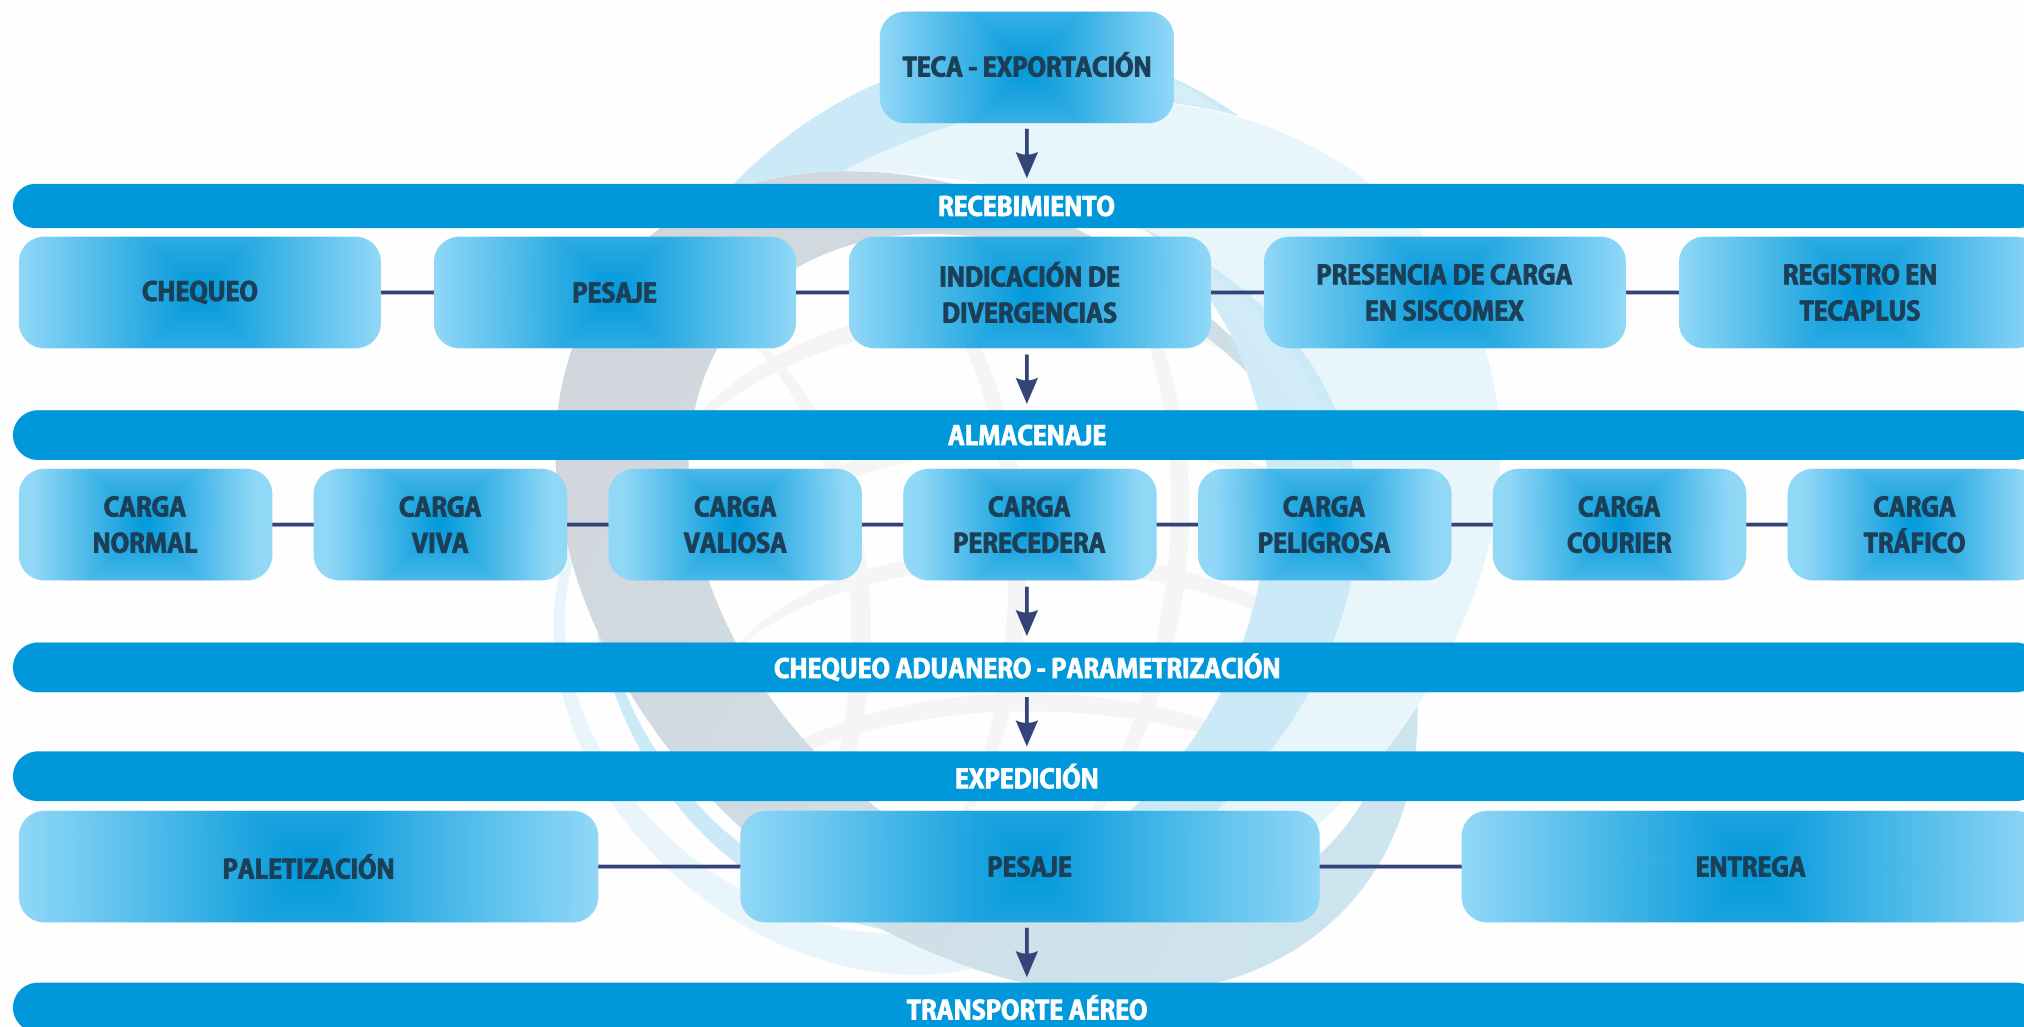 TECA - EXPORTACIÓN
RECEBIMIENTO
CHEQUEO
PESAJE
INDICACIÓN DE
DIVERGENCIAS
PRESENCIA DE CARGA
EN SISCOMEX
REGISTRO EN
TECAPLUS
ALMACENAJE
CARGA
NORMAL
CARGA
VIVA
CARGA
VALIOSA
CARGA
PERECEDERA
CARGA
PELIGROSA
CARGA
COURIER
CARGA
TRÁFICO
CHEQUEO ADUANERO - PARAMETRIZACIÓN
EXPEDICIÓN
PALETIZACIÓN
PESAJE
ENTREGA
TRANSPORTE AÉREO